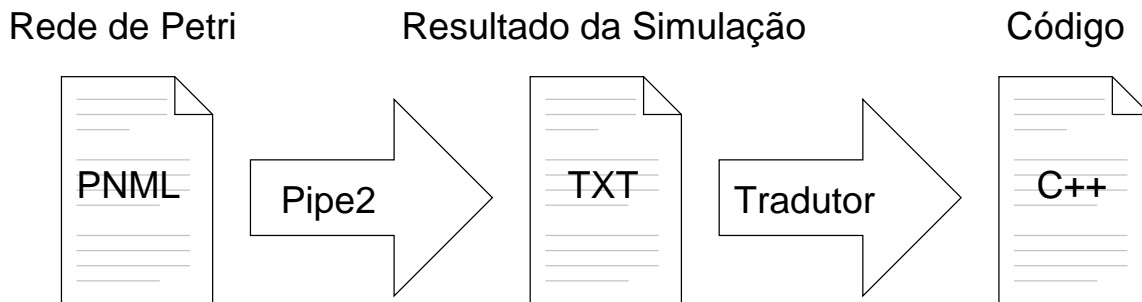 Rede de Petri
Resultado da Simulação
Código
PNML
Pipe2
TXT
Tradutor
C++